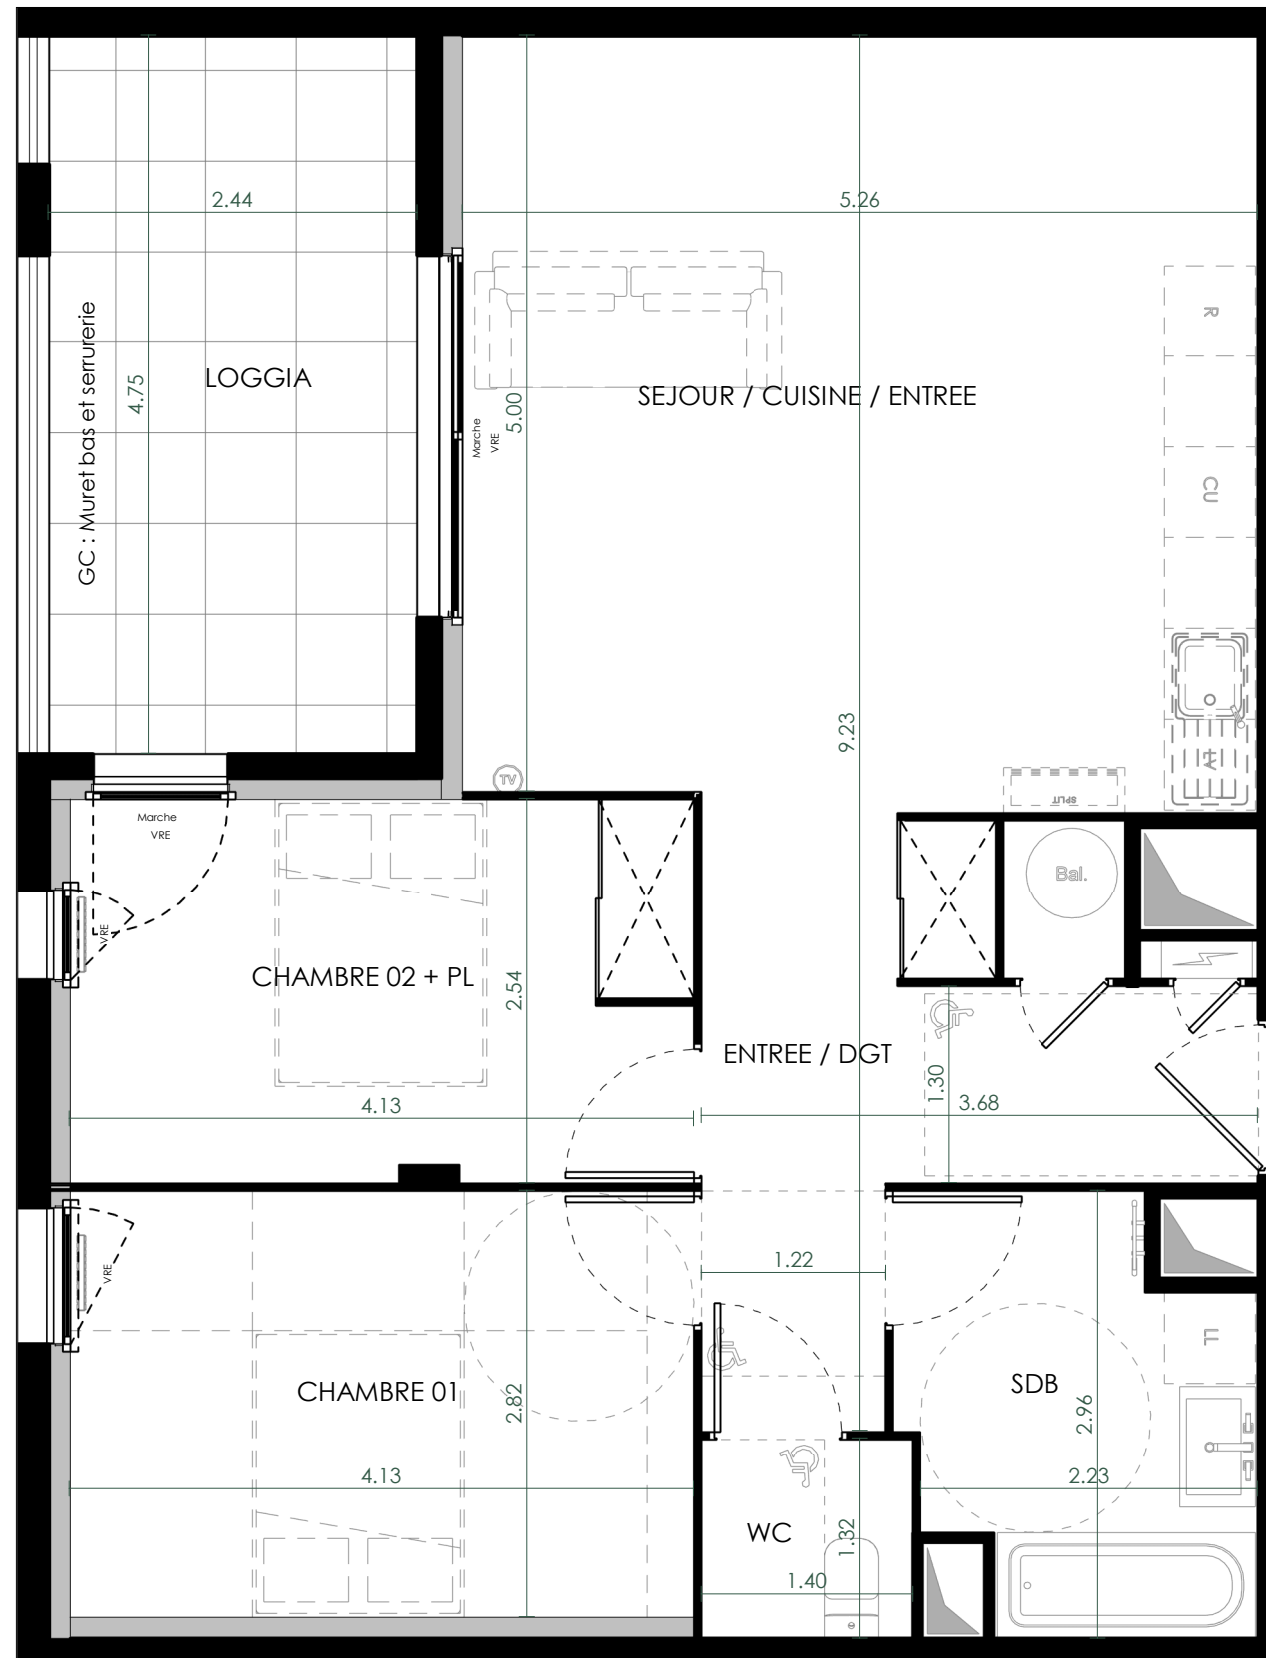 2.44
5.26
GC : Muret bas et serrurerie
4.75
LOGGIA
5.00
Marche
VRE
SEJOUR / CUISINE / ENTREE
R
CU
LV
9.23
TV
SPLIT
Marche
VRE
VRE
Bal.
CHAMBRE 02 + PL
2.54
ENTREE / DGT
1.30
3.68
4.13
1.22
VRE
LL
CHAMBRE 01
2.82
SDB
2.96
4.13
2.23
WC
1.32
1.40